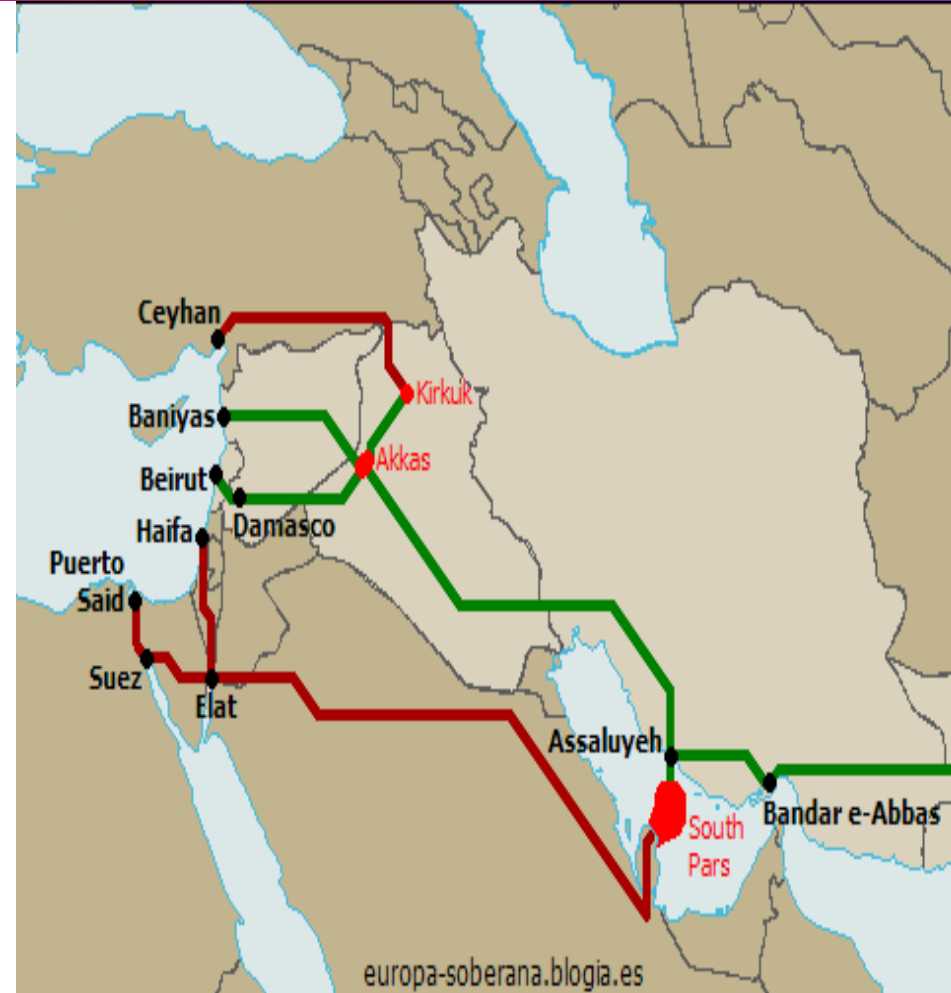 Ceyhan
Kirkuk
Baniyas
Akkas
Beirut
Damasco
Haifa
Puerto
Said
Suez
Elat
Assaluyeh
Bandar e-Abbas
South
Pars
europa-soberana.blogia.es